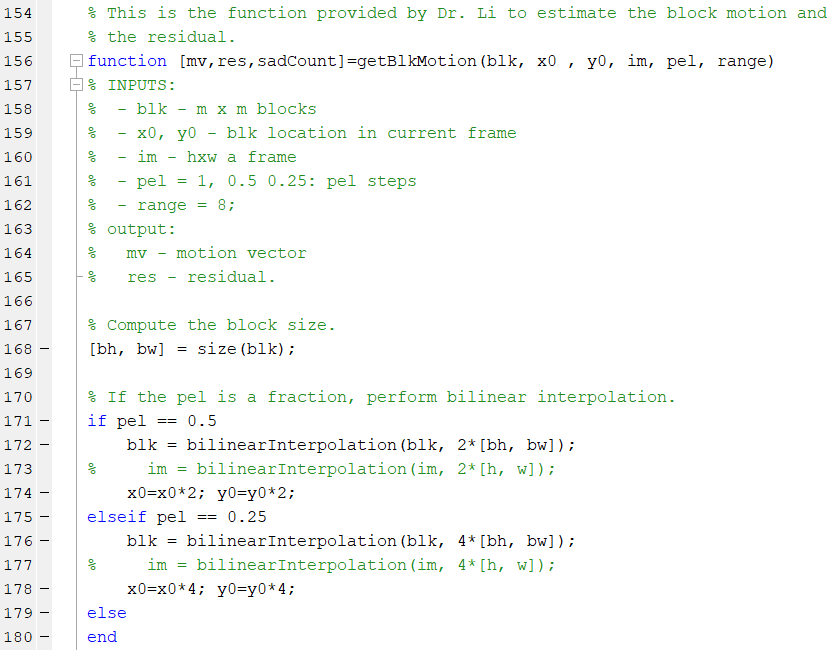 154 % This is the function provided by Dr. Li to estimate the block motion and
155 % the residual.
156 function [mv,res,sadCount]=getBlkMotion(blk, x0 , y0, im, pel, range)
157 % INPUTS:
158 %  - blk - m x m blocks
159 %  - x0, y0 - blk location in current frame
160 %  - im - hxw a frame
161 %  - pel = 1, 0.5 0.25: pel steps
162 %  - range = 8;
163 % output:
164 %   mv - motion vector
165 %   res - residual.
166
167 % Compute the block size.
168 - [bh, bw] = size(blk);
169
170 % If the pel is a fraction, perform bilinear interpolation.
171 - if pel == 0.5
172 -     blk = bilinearInterpolation(blk, 2*[bh, bw]);
173 %     im = bilinearInterpolation(im, 2*[h, w]);
174 -     x0=x0*2; y0=y0*2;
175 - elseif pel == 0.25
176 -     blk = bilinearInterpolation(blk, 4*[bh, bw]);
177 %     im = bilinearInterpolation(im, 4*[h, w]);
178 -     x0=x0*4; y0=y0*4;
179 - else
180 - end